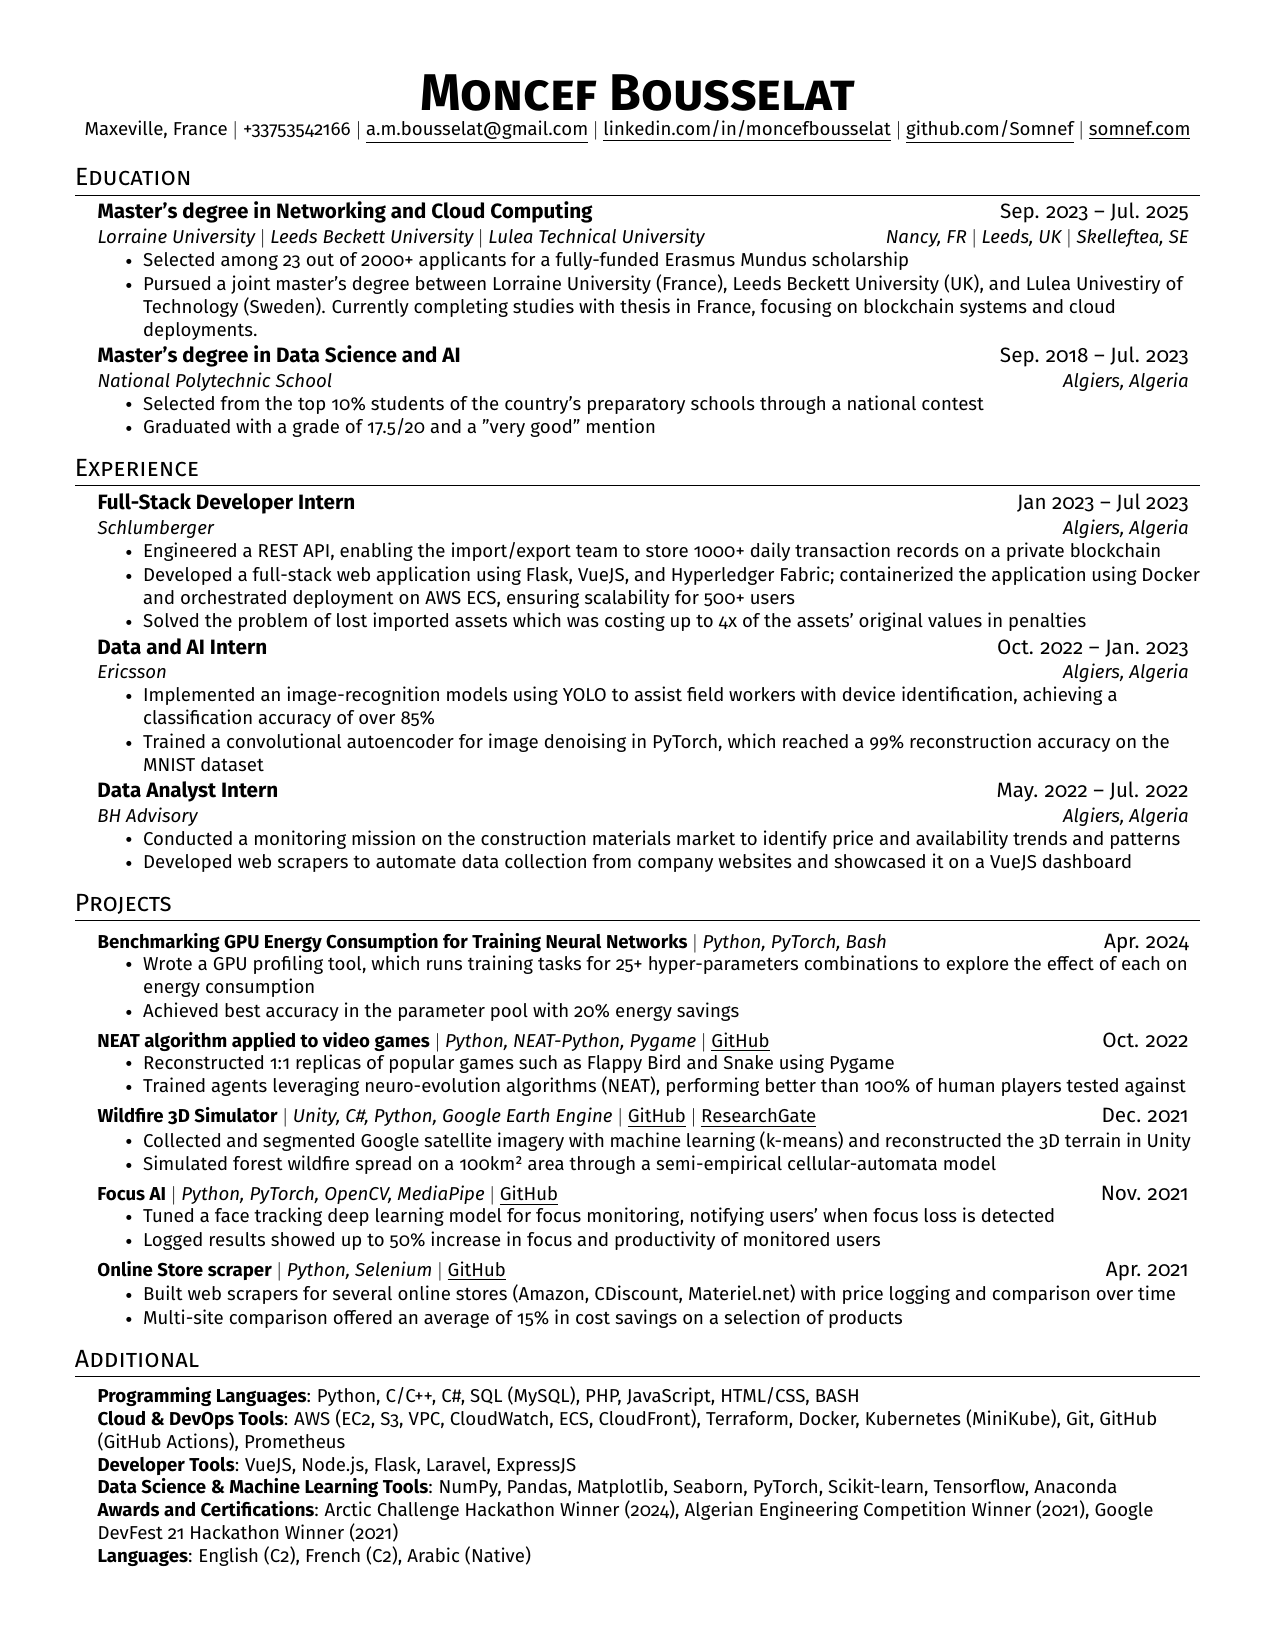 Moncef Bousselat
Maxeville, France | +33753542166 | a.m.bousselat@gmail.com | linkedin.com/in/moncefbousselat | github.com/Somnef | somnef.com
Education
Master’s degree in Networking and Cloud Computing Sep. 2023 – Jul. 2025
Lorraine University | Leeds Beckett University | Lulea Technical University Nancy, FR | Leeds, UK | Skelleftea, SE
• Selected among 23 out of 2000+ applicants for a fully-funded Erasmus Mundus scholarship
• Pursued a joint master’s degree between Lorraine University (France), Leeds Beckett University (UK), and Lulea Univestiry of
Technology (Sweden). Currently completing studies with thesis in France, focusing on blockchain systems and cloud
deployments.
Master’s degree in Data Science and AI Sep. 2018 – Jul. 2023
National Polytechnic School Algiers, Algeria
• Selected from the top 10% students of the country’s preparatory schools through a national contest
• Graduated with a grade of 17.5/20 and a ”very good” mention
Experience
Full-Stack Developer Intern Jan 2023 – Jul 2023
Schlumberger Algiers, Algeria
• Engineered a REST API, enabling the import/export team to store 1000+ daily transaction records on a private blockchain
• Developed a full-stack web application using Flask, VueJS, and Hyperledger Fabric; containerized the application using Docker
and orchestrated deployment on AWS ECS, ensuring scalability for 500+ users
• Solved the problem of lost imported assets which was costing up to 4x of the assets’ original values in penalties
Data and AI Intern Oct. 2022 – Jan. 2023
Ericsson Algiers, Algeria
• Implemented an image-recognition models using YOLO to assist field workers with device identification, achieving a
classification accuracy of over 85%
• Trained a convolutional autoencoder for image denoising in PyTorch, which reached a 99% reconstruction accuracy on the
MNIST dataset
Data Analyst Intern May. 2022 – Jul. 2022
BH Advisory Algiers, Algeria
• Conducted a monitoring mission on the construction materials market to identify price and availability trends and patterns
• Developed web scrapers to automate data collection from company websites and showcased it on a VueJS dashboard
Projects
Benchmarking GPU Energy Consumption for Training Neural Networks | Python, PyTorch, Bash Apr. 2024
• Wrote a GPU profiling tool, which runs training tasks for 25+ hyper-parameters combinations to explore the effect of each on
energy consumption
• Achieved best accuracy in the parameter pool with 20% energy savings
NEAT algorithm applied to video games | Python, NEAT-Python, Pygame | GitHub Oct. 2022
• Reconstructed 1:1 replicas of popular games such as Flappy Bird and Snake using Pygame
• Trained agents leveraging neuro-evolution algorithms (NEAT), performing better than 100% of human players tested against
Wildfire 3D Simulator | Unity, C#, Python, Google Earth Engine | GitHub | ResearchGate Dec. 2021
• Collected and segmented Google satellite imagery with machine learning (k-means) and reconstructed the 3D terrain in Unity
• Simulated forest wildfire spread on a 100km² area through a semi-empirical cellular-automata model
Focus AI | Python, PyTorch, OpenCV, MediaPipe | GitHub Nov. 2021
• Tuned a face tracking deep learning model for focus monitoring, notifying users’ when focus loss is detected
• Logged results showed up to 50% increase in focus and productivity of monitored users
Online Store scraper | Python, Selenium | GitHub Apr. 2021
• Built web scrapers for several online stores (Amazon, CDiscount, Materiel.net) with price logging and comparison over time
• Multi-site comparison offered an average of 15% in cost savings on a selection of products
Additional
Programming Languages: Python, C/C++, C#, SQL (MySQL), PHP, JavaScript, HTML/CSS, BASH
Cloud & DevOps Tools: AWS (EC2, S3, VPC, CloudWatch, ECS, CloudFront), Terraform, Docker, Kubernetes (MiniKube), Git, GitHub
(GitHub Actions), Prometheus
Developer Tools: VueJS, Node.js, Flask, Laravel, ExpressJS
Data Science & Machine Learning Tools: NumPy, Pandas, Matplotlib, Seaborn, PyTorch, Scikit-learn, Tensorflow, Anaconda
Awards and Certifications: Arctic Challenge Hackathon Winner (2024), Algerian Engineering Competition Winner (2021), Google
DevFest 21 Hackathon Winner (2021)
Languages: English (C2), French (C2), Arabic (Native)